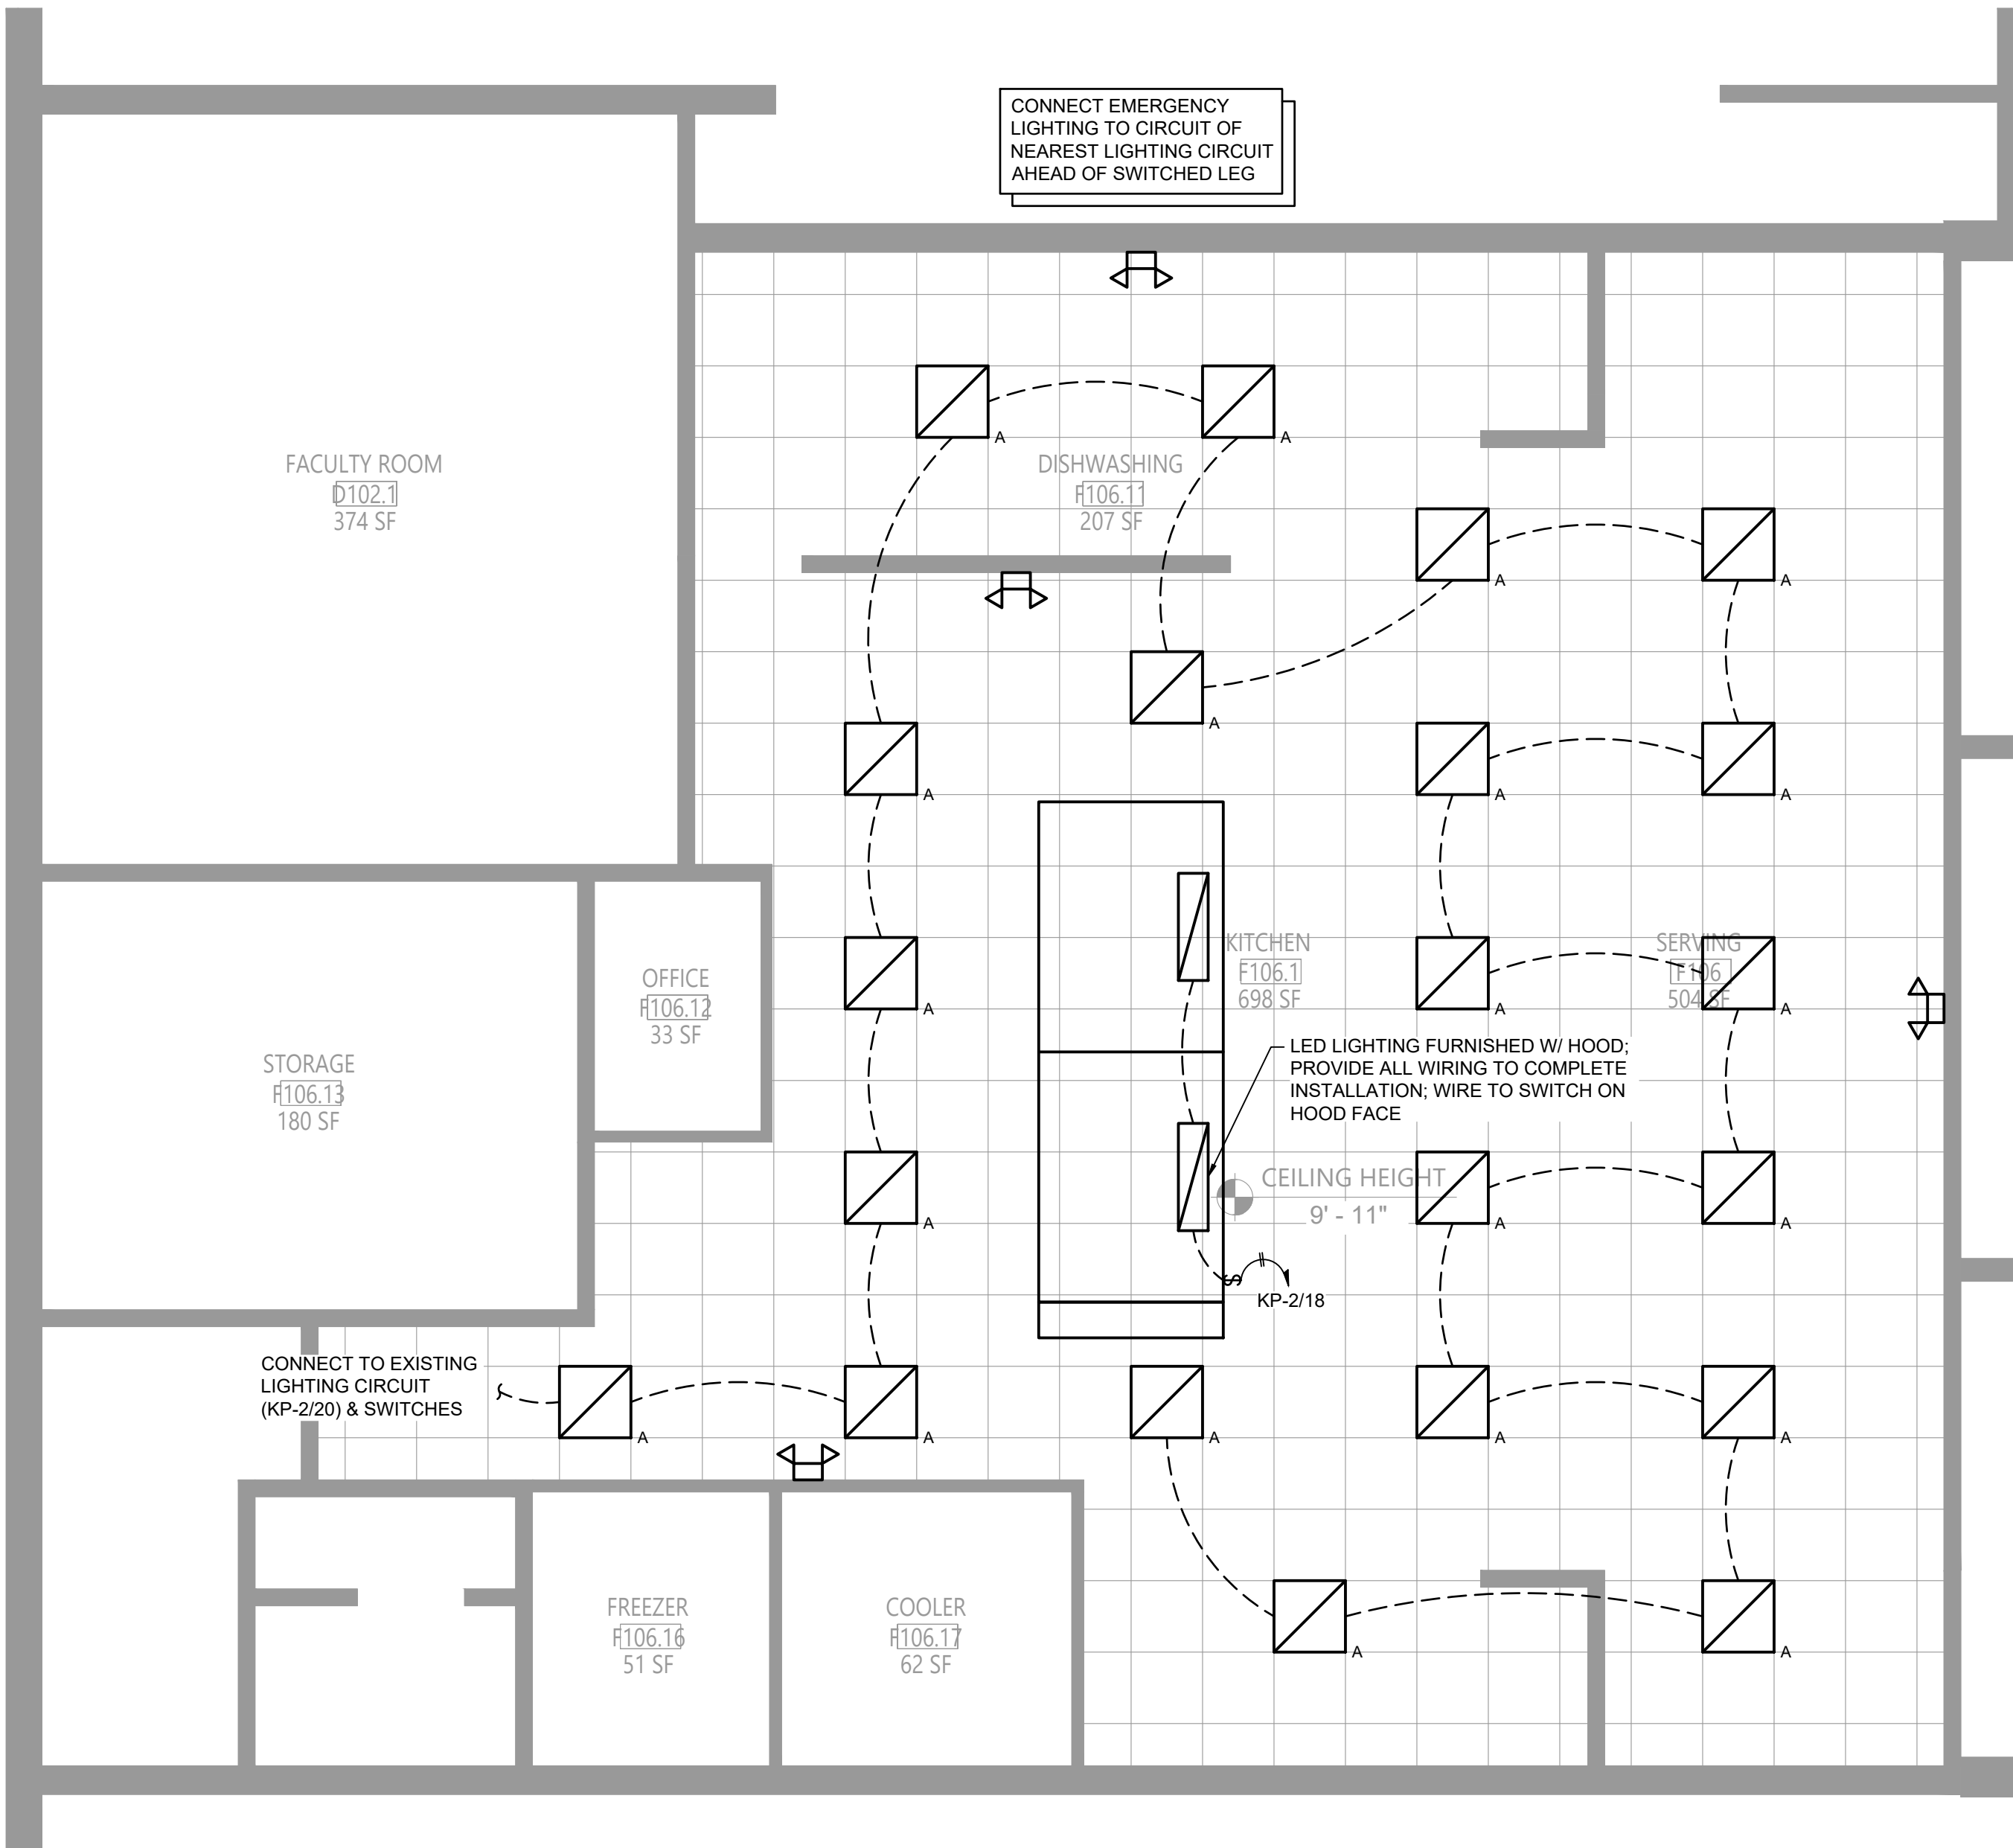 CONNECT EMERGENCY
LIGHTING TO CIRCUIT OF
NEAREST LIGHTING CIRCUIT
AHEAD OF SWITCHED LEG
A
A
FACULTY ROOM
D102.1
374 SF
DISHWASHING
F106.11
207 SF
A
A
A
A
A
A
KITCHEN
F106.1
698 SF
SERVING
F106
504 SF
OFFICE
F106.12
33 SF
A
A
A
STORAGE
F106.13
180 SF
LED LIGHTING FURNISHED W/ HOOD;
PROVIDE ALL WIRING TO COMPLETE
INSTALLATION; WIRE TO SWITCH ON
HOOD FACE
CEILING HEIGHT
9' - 11"
A
A
A
$
KP-2/18
CONNECT TO EXISTING
LIGHTING CIRCUIT
(KP-2/20) & SWITCHES
A
A
A
A
A
FREEZER
F106.16
51 SF
COOLER
F106.17
62 SF
A
A